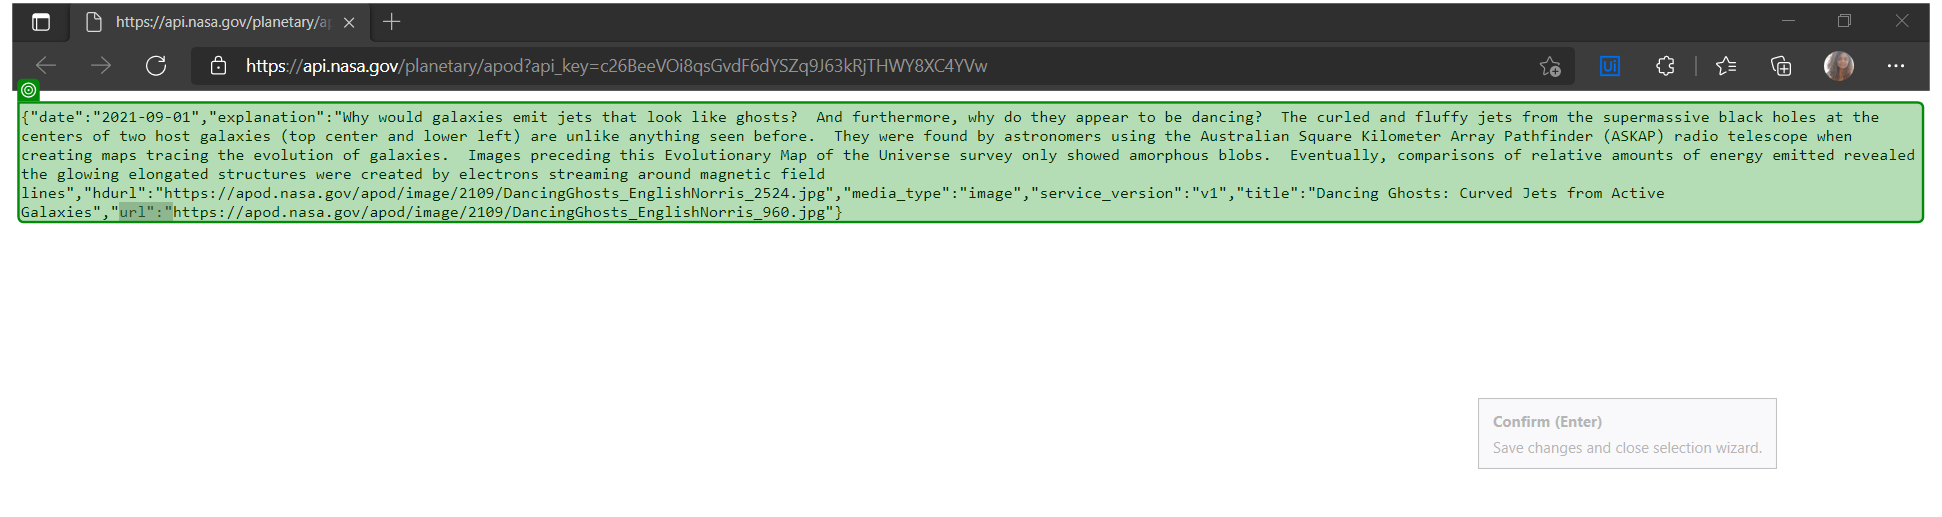 https://api.nasa.gov/planetary/ap
https://api.nasa.gov/planetary/apod?api_key=c26BeeVOi8qsGvdF6dYSZq9J63kRjTHWY8XC4YVw
Ui
{"date":"2021-09-01","explanation":"Why would galaxies emit jets that look like ghosts?  And furthermore, why do they appear to be dancing?  The curled and fluffy jets from the supermassive black holes at the
centers of two host galaxies (top center and lower left) are unlike anything seen before.  They were found by astronomers using the Australian Square Kilometer Array Pathfinder (ASKAP) radio telescope when
creating maps tracing the evolution of galaxies.  Images preceding this Evolutionary Map of the Universe survey only showed amorphous blobs.  Eventually, comparisons of relative amounts of energy emitted revealed
the glowing elongated structures were created by electrons streaming around magnetic field
lines","hdurl":"https://apod.nasa.gov/apod/image/2109/DancingGhosts_EnglishNorris_2524.jpg","media_type":"image","service_version":"v1","title":"Dancing Ghosts: Curved Jets from Active
Galaxies","url":"https://apod.nasa.gov/apod/image/2109/DancingGhosts_EnglishNorris_960.jpg"}
Confirm (Enter)
Save changes and close selection wizard.